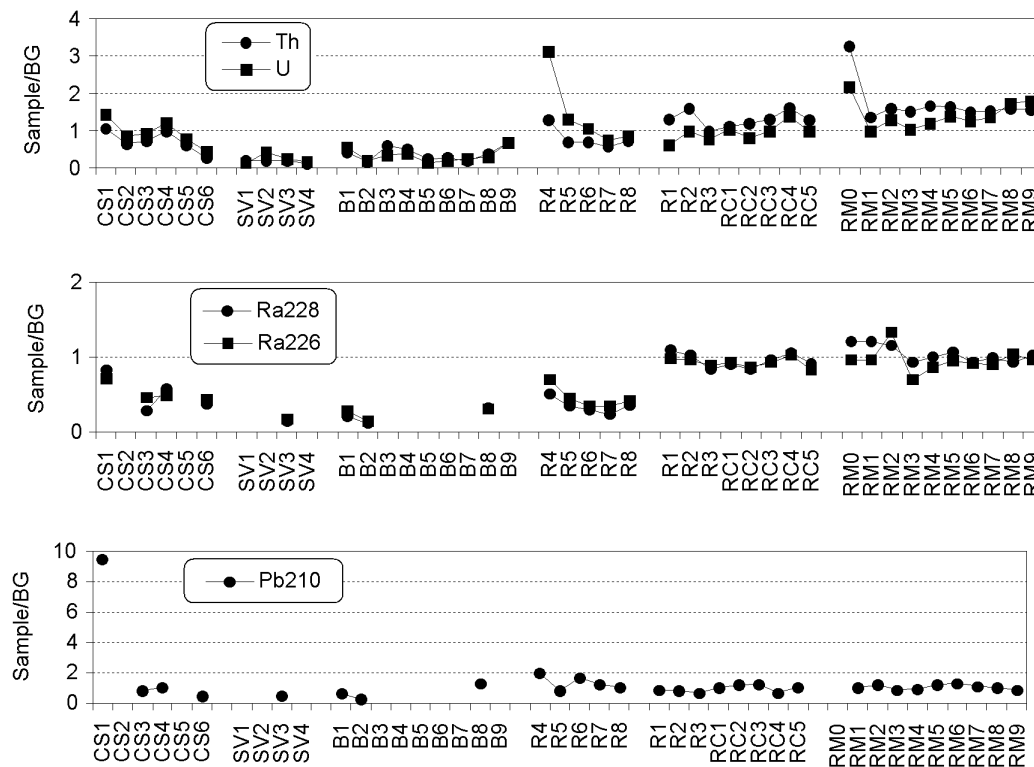 4
3
2
1
0
Sample/BG
Th
U
CS1 CS2 CS3 CS4 CS5 CS6 SV1 SV2 SV3 SV4 B1 B2 B3 B4 B5 B6 B7 B8 B9 R4 R5 R6 R7 R8 R1 R2 R3 RC1 RC2 RC3 RC4 RC5 RM0 RM1 RM2 RM3 RM4 RM5 RM6 RM7 RM8 RM9
2
1
0
Sample/BG
Ra228
Ra226
CS1 CS2 CS3 CS4 CS5 CS6 SV1 SV2 SV3 SV4 B1 B2 B3 B4 B5 B6 B7 B8 B9 R4 R5 R6 R7 R8 R1 R2 R3 RC1 RC2 RC3 RC4 RC5 RM0 RM1 RM2 RM3 RM4 RM5 RM6 RM7 RM8 RM9
10
8
6
4
2
0
Sample/BG
Pb210
CS1 CS2 CS3 CS4 CS5 CS6 SV1 SV2 SV3 SV4 B1 B2 B3 B4 B5 B6 B7 B8 B9 R4 R5 R6 R7 R8 R1 R2 R3 RC1 RC2 RC3 RC4 RC5 RM0 RM1 RM2 RM3 RM4 RM5 RM6 RM7 RM8 RM9